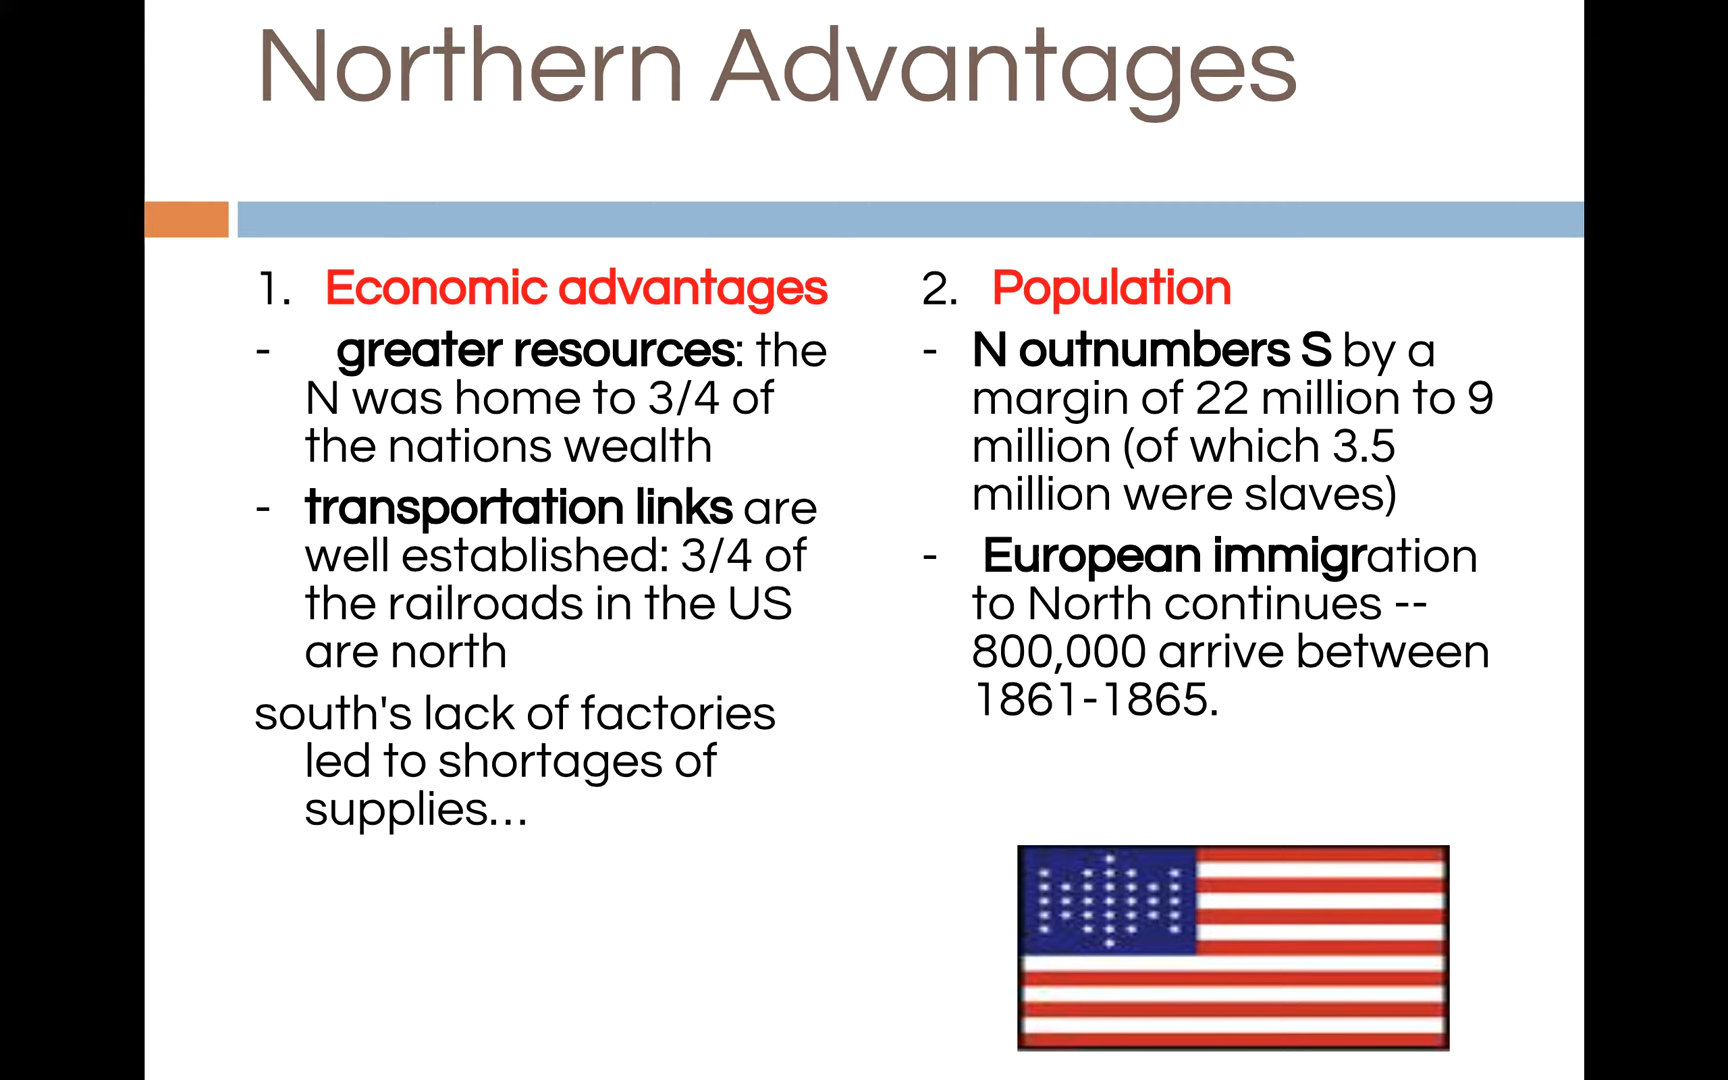 Northern Advantages
1. Economic advantages
- greater resources: the
N was home to 3/4 of
the nations wealth
- transportation links are
well established: 3/4 of
the railroads in the US
are north
south's lack of factories
led to shortages of
supplies...
2. Population
- N outnumbers S by a
margin of 22 million to 9
million (of which 3.5
million were slaves)
- European immigration
to North continues --
800,000 arrive between
1861-1865.